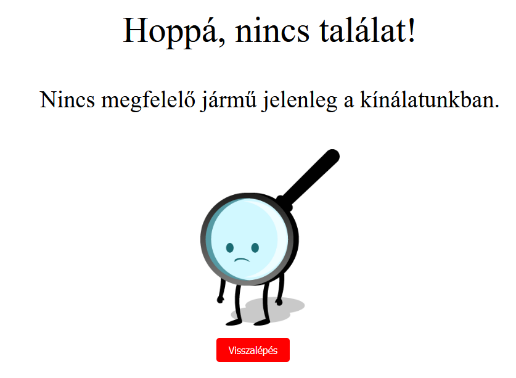 Hoppá, nincs találat!
Nincs megfelelő jármű jelenleg a kínálatunkban.
Visszalépés